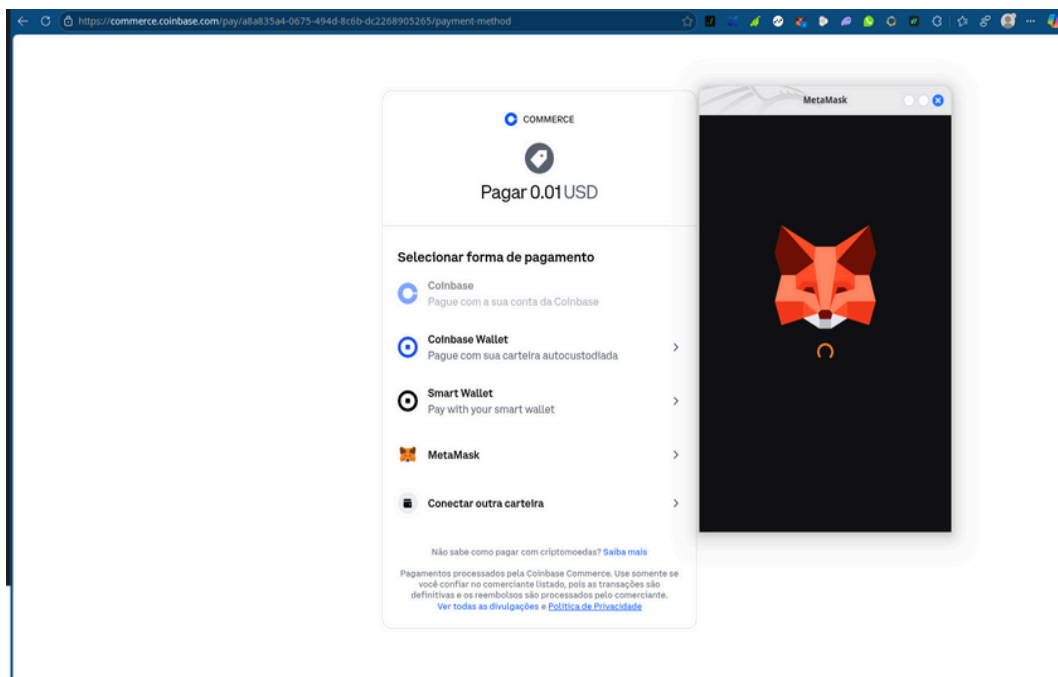 https://commerce.coinbase.com/pay/a8a835a4-0675-494d-8c6b-dc2268905265/payment-method
MetaMask
COMMERCE
Pagar 0.01 USD
Selecionar forma de pagamento
Coinbase
Pague com a sua conta da Coinbase
Coinbase Wallet
Pague com sua carteira autocustodiada
Smart Wallet
Pay with your smart wallet
MetaMask
Conectar outra carteira
Não sabe como pagar com criptomoedas? Saiba mais
Pagamentos processados pela Coinbase Commerce. Use somente se
você confiar no comerciante listado, pois as transações são
definitivas e os reembolsos são processados pelo comerciante.
Ver todas as divulgações e Política de Privacidade